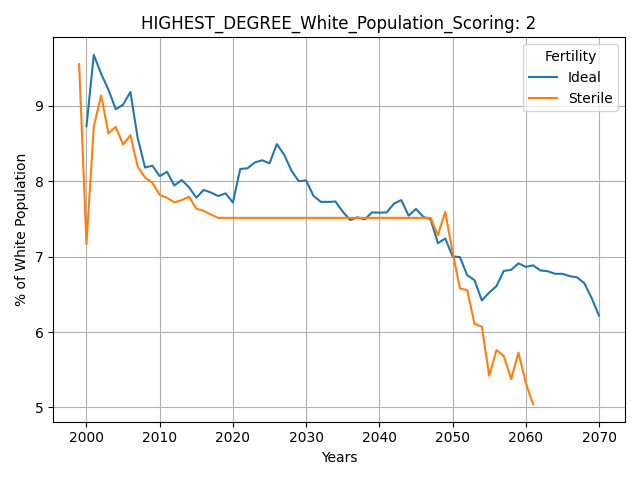 HIGHEST_DEGREE_White_Population_Scoring: 2
Fertility
Ideal
Sterile
% of White Population
9
8
7
6
5
2000 2010 2020 2030 2040 2050 2060 2070
Years